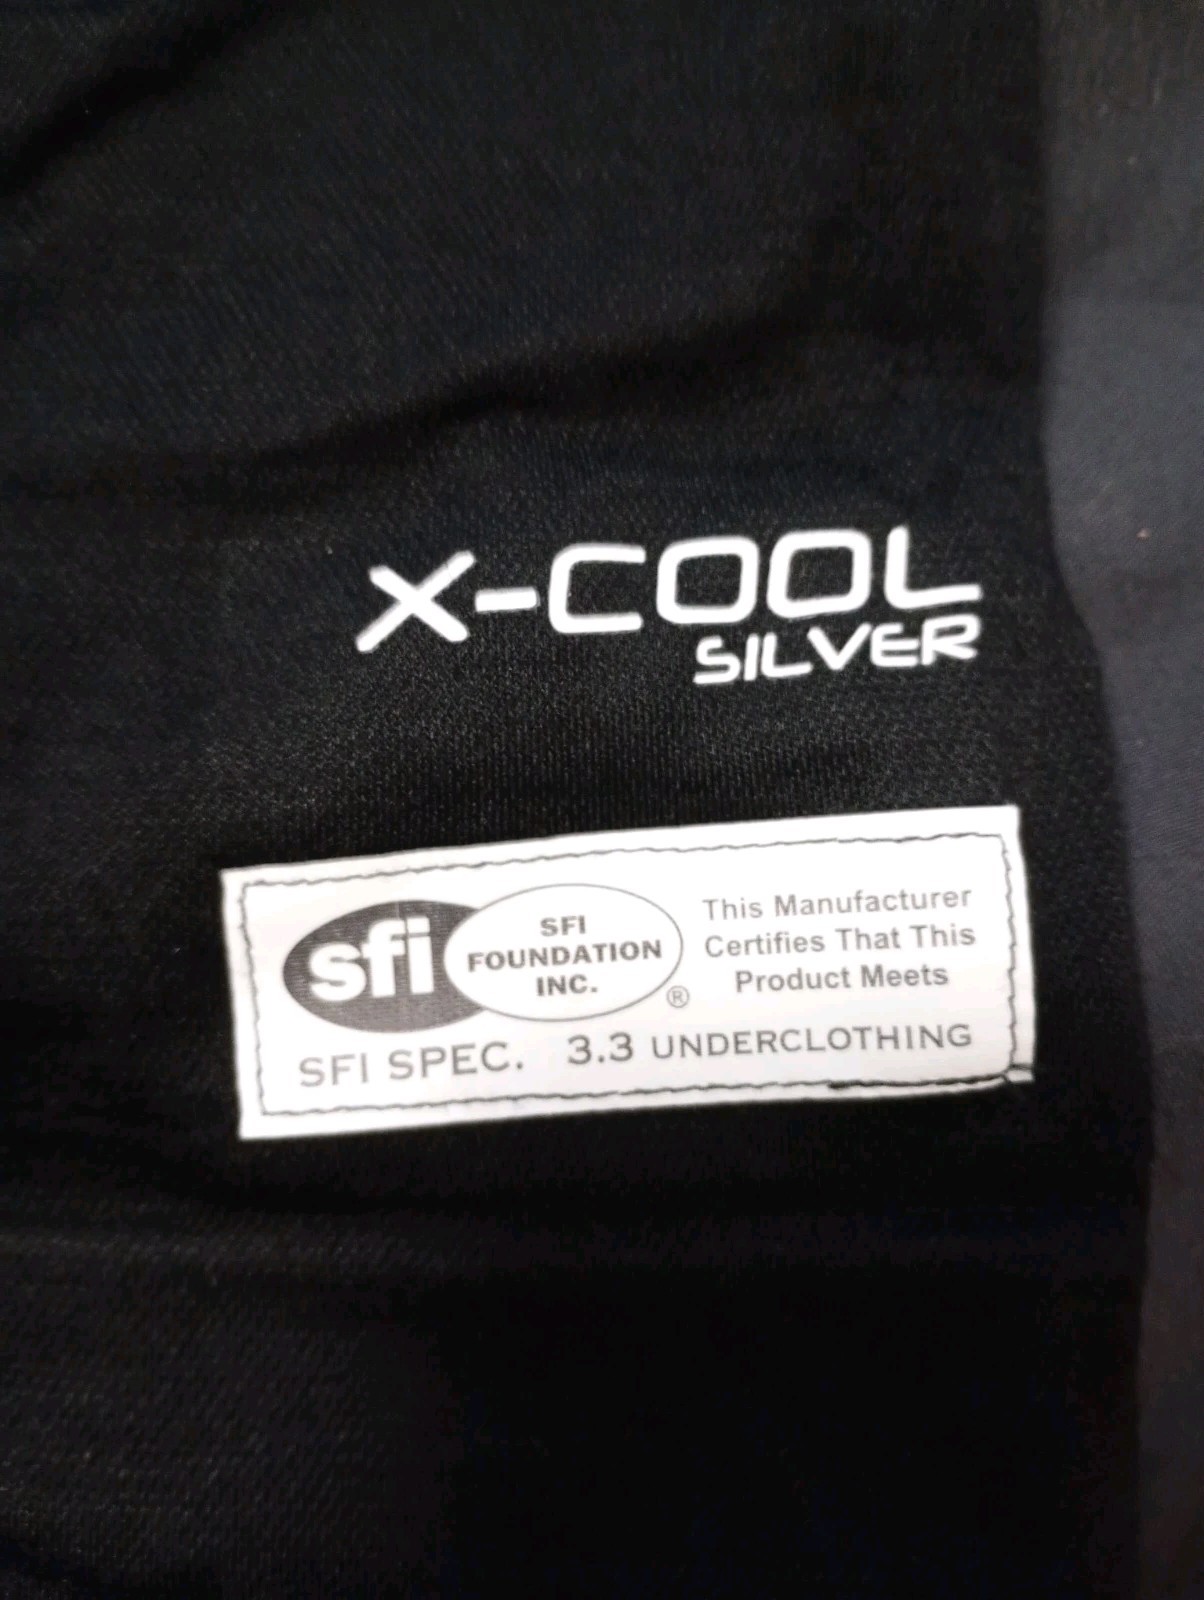 X-COOL
SILVER
sfi
SFI
FOUNDATION
INC.
®
This Manufacturer
Certifies That This
Product Meets
SFI SPEC. 3.3 UNDERCLOTHING